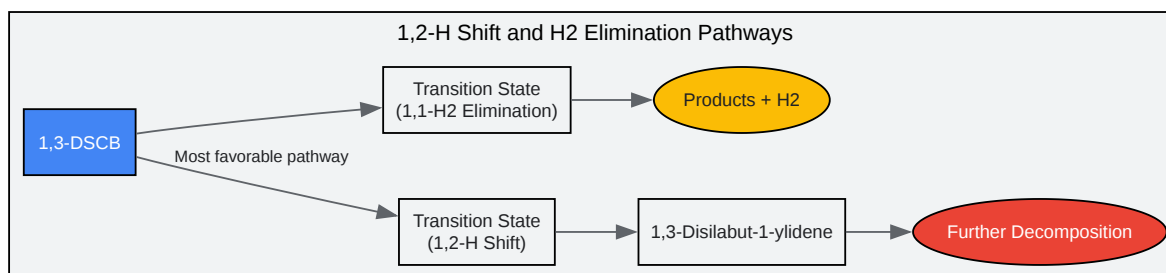 1,2-H Shift and H2 Elimination Pathways
Transition State
(1,1-H2 Elimination)
Products + H2
1,3-DSCB
Most favorable pathway
Transition State
(1,2-H Shift)
1,3-Disilabut-1-ylidene
Further Decomposition